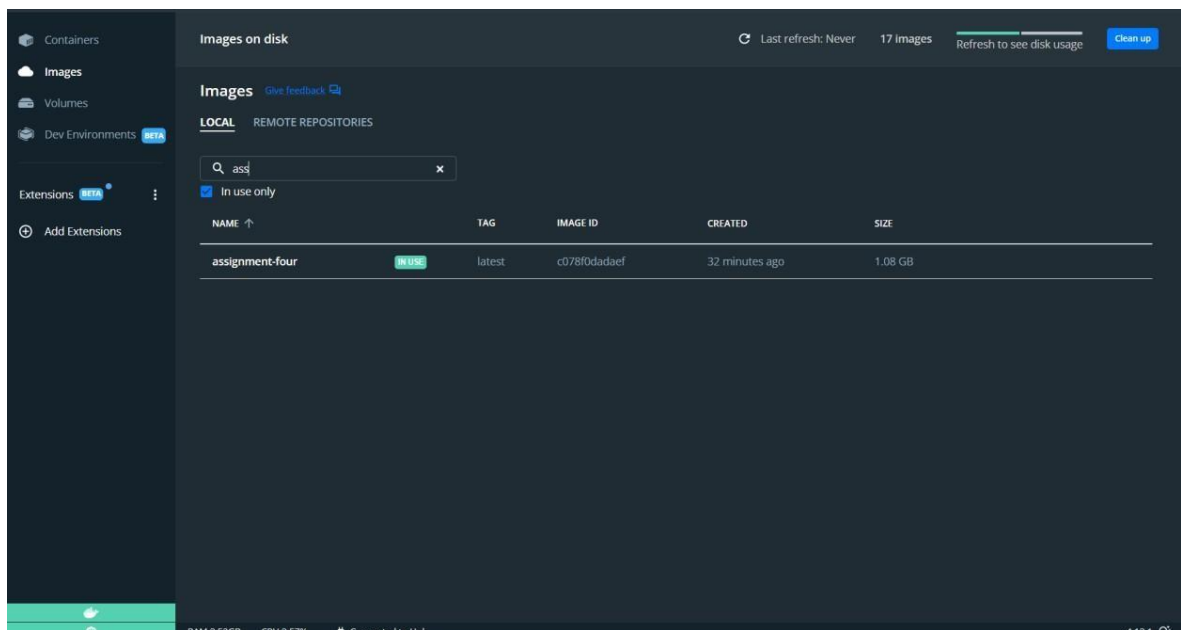 Containers
Images
Volumes
Dev Environments BETA
Extensions BETA
Add Extensions
Images on disk
Last refresh: Never
17 images
Refresh to see disk usage
Clean up
Images Give feedback
LOCAL REMOTE REPOSITORIES
ass
In use only
NAME TAG IMAGE ID CREATED SIZE
assignment-four IN USE latest c078f0dadaef 32 minutes ago 1.08 GB